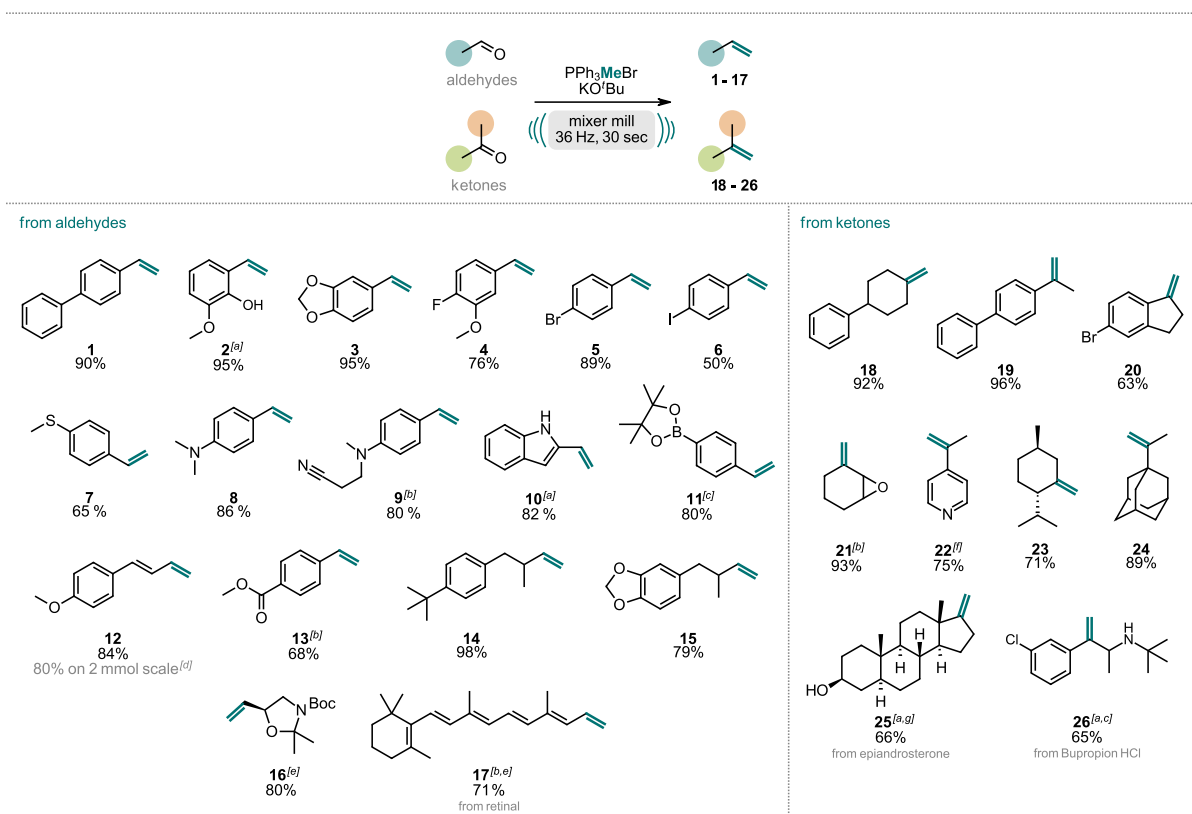 aldehydes
ketones
PPh₃MeBr
KOᵗBu
mixer mill
36 Hz, 30 sec
1 - 17
18 - 26
from aldehydes
from ketones
O
O
1
90%
OH
O
2[a]
95%
O
O
3
95%
F
O
4
76%
Br
5
89%
I
6
50%
S
7
65 %
N
8
86 %
N
N
9[b]
80 %
H
N
10[a]
82 %
O
B
O
11[c]
80%
O
12
84%
80% on 2 mmol scale[d]
O
O
13[b]
68%
14
98%
O
O
15
79%
NBoc
O
16[e]
80%
17[b,e]
71%
from retinal
18
92%
19
96%
Br
20
63%
O
21[b]
93%
N
22[f]
75%
23
71%
24
89%
H
H
H
H
HO
25[a,g]
66%
from epiandrosterone
Cl
H
N
26[a,c]
65%
from Bupropion HCl